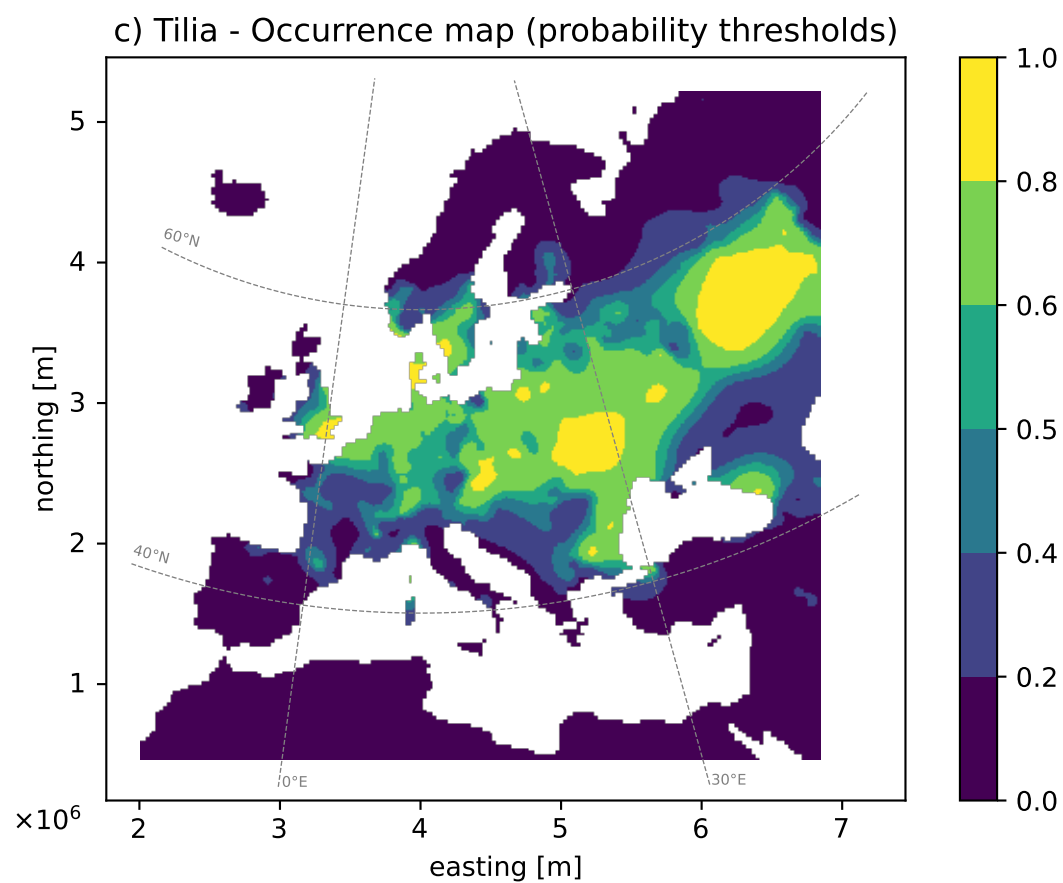 c) Tilia - Occurrence map (probability thresholds)
1.0
5
0.8
60°N
4
0.6
northing [m]
3
0.5
40°N
2
0.4
1
0.2
0°E
30°E
0.0
×10⁶
2 3 4 5 6 7
easting [m]